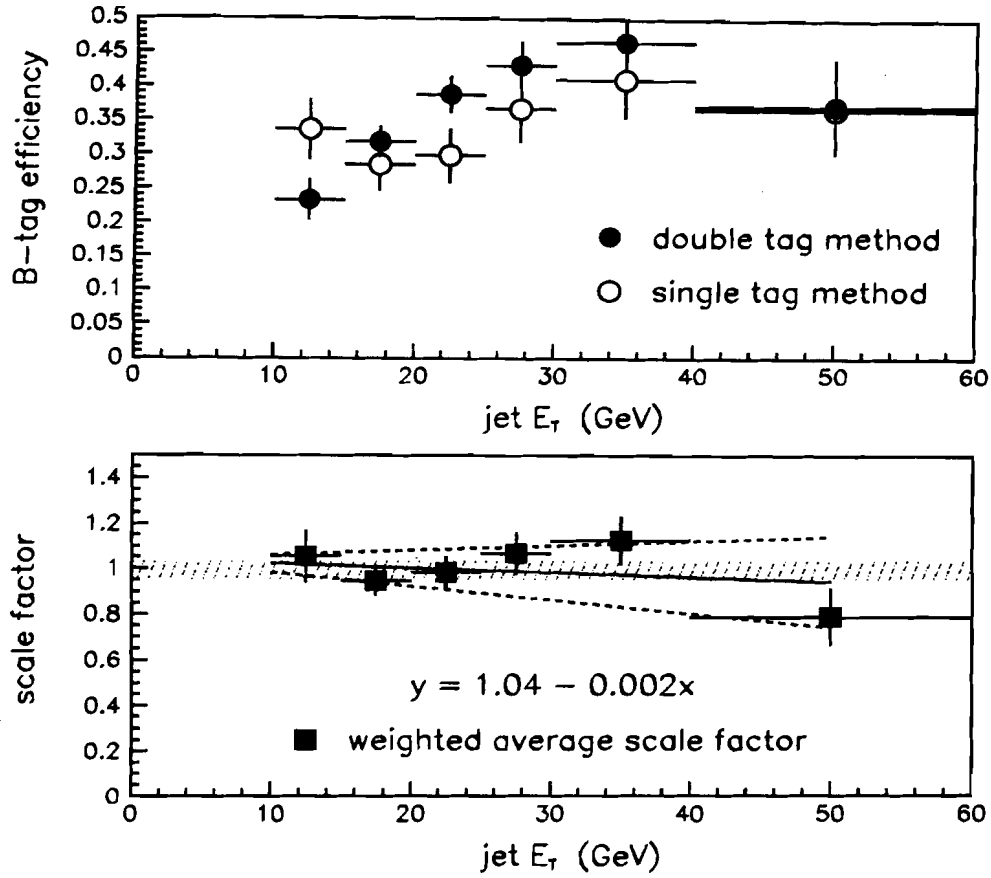 0.5
0.45
0.4
0.35
0.3
0.25
0.2
0.15
0.1
0.05
0
B-tag efficiency
double tag method
single tag method
0 10 20 30 40 50 60
jet E_T (GeV)
1.4
1.2
1
0.8
0.6
0.4
0.2
0
scale factor
y = 1.04 - 0.002x
weighted average scale factor
0 10 20 30 40 50 60
jet E_T (GeV)